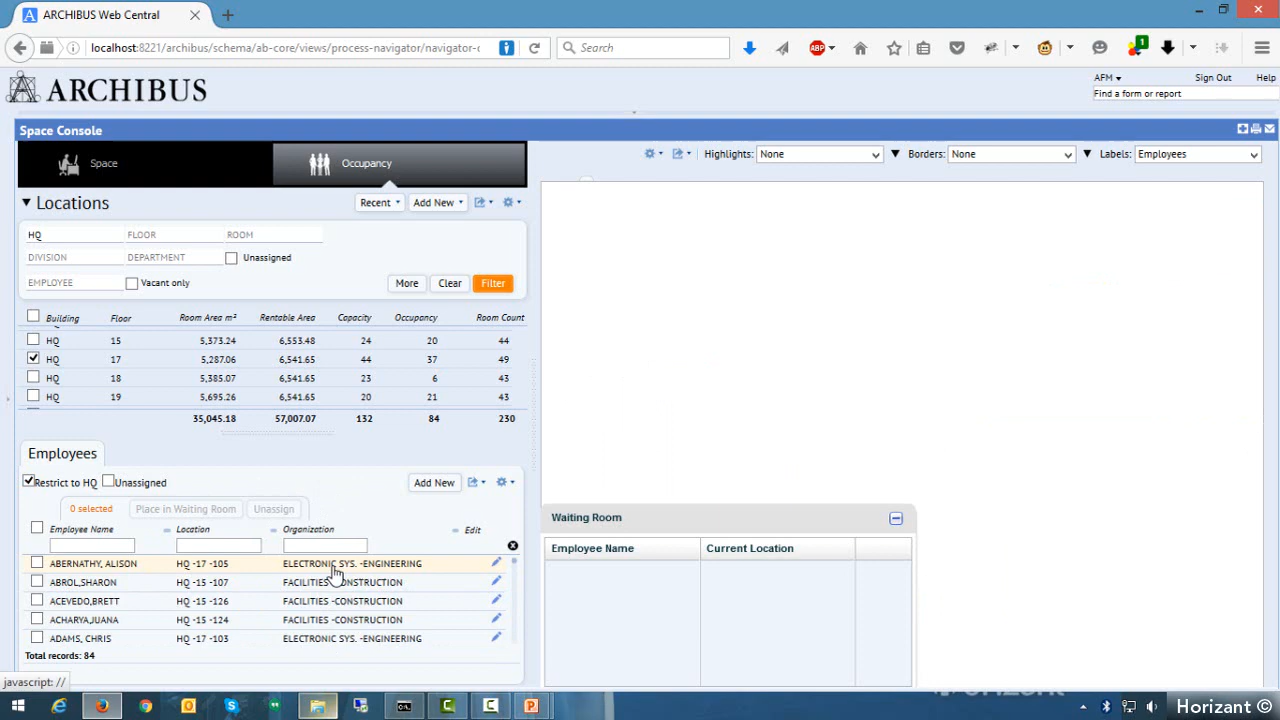 ARCHIBUS Web Central
localhost:8221/archibus/schema/ab-core/views/process-navigator/navigator-
Search
ABP
1
ARCHIBUS
AFM
Sign Out
Help
Find a form or report
Space Console
Space
Occupancy
Highlights: None
Borders: None
Labels: Employees
Locations
Recent
Add New
HQ
FLOOR
ROOM
DIVISION
DEPARTMENT
Unassigned
EMPLOYEE
Vacant only
More
Clear
Filter
Building Floor Room Area m² Rentable Area Capacity Occupancy Room Count
HQ 15 5,373.24 6,553.48 24 20 44
HQ 17 5,287.06 6,541.65 44 37 49
HQ 18 5,385.07 6,541.65 23 6 43
HQ 19 5,695.26 6,541.65 20 21 43
35,045.18 57,007.07 132 84 230
Employees
Restrict to HQ
Unassigned
Add New
0 selected
Place in Waiting Room
Unassign
Employee Name Location Organization Edit
ABERNATHY, ALISON HQ -17 -105 ELECTRONIC SYS. -ENGINEERING
ABROL,SHARON HQ -15 -107 FACILITIES -CONSTRUCTION
ACEVEDO,BRETT HQ -15 -126 FACILITIES -CONSTRUCTION
ACHARYA,JUANA HQ -15 -124 FACILITIES -CONSTRUCTION
ADAMS, CHRIS HQ -17 -103 ELECTRONIC SYS. -ENGINEERING
Total records: 84
Waiting Room
Employee Name Current Location
javascript: //
Horizant ©